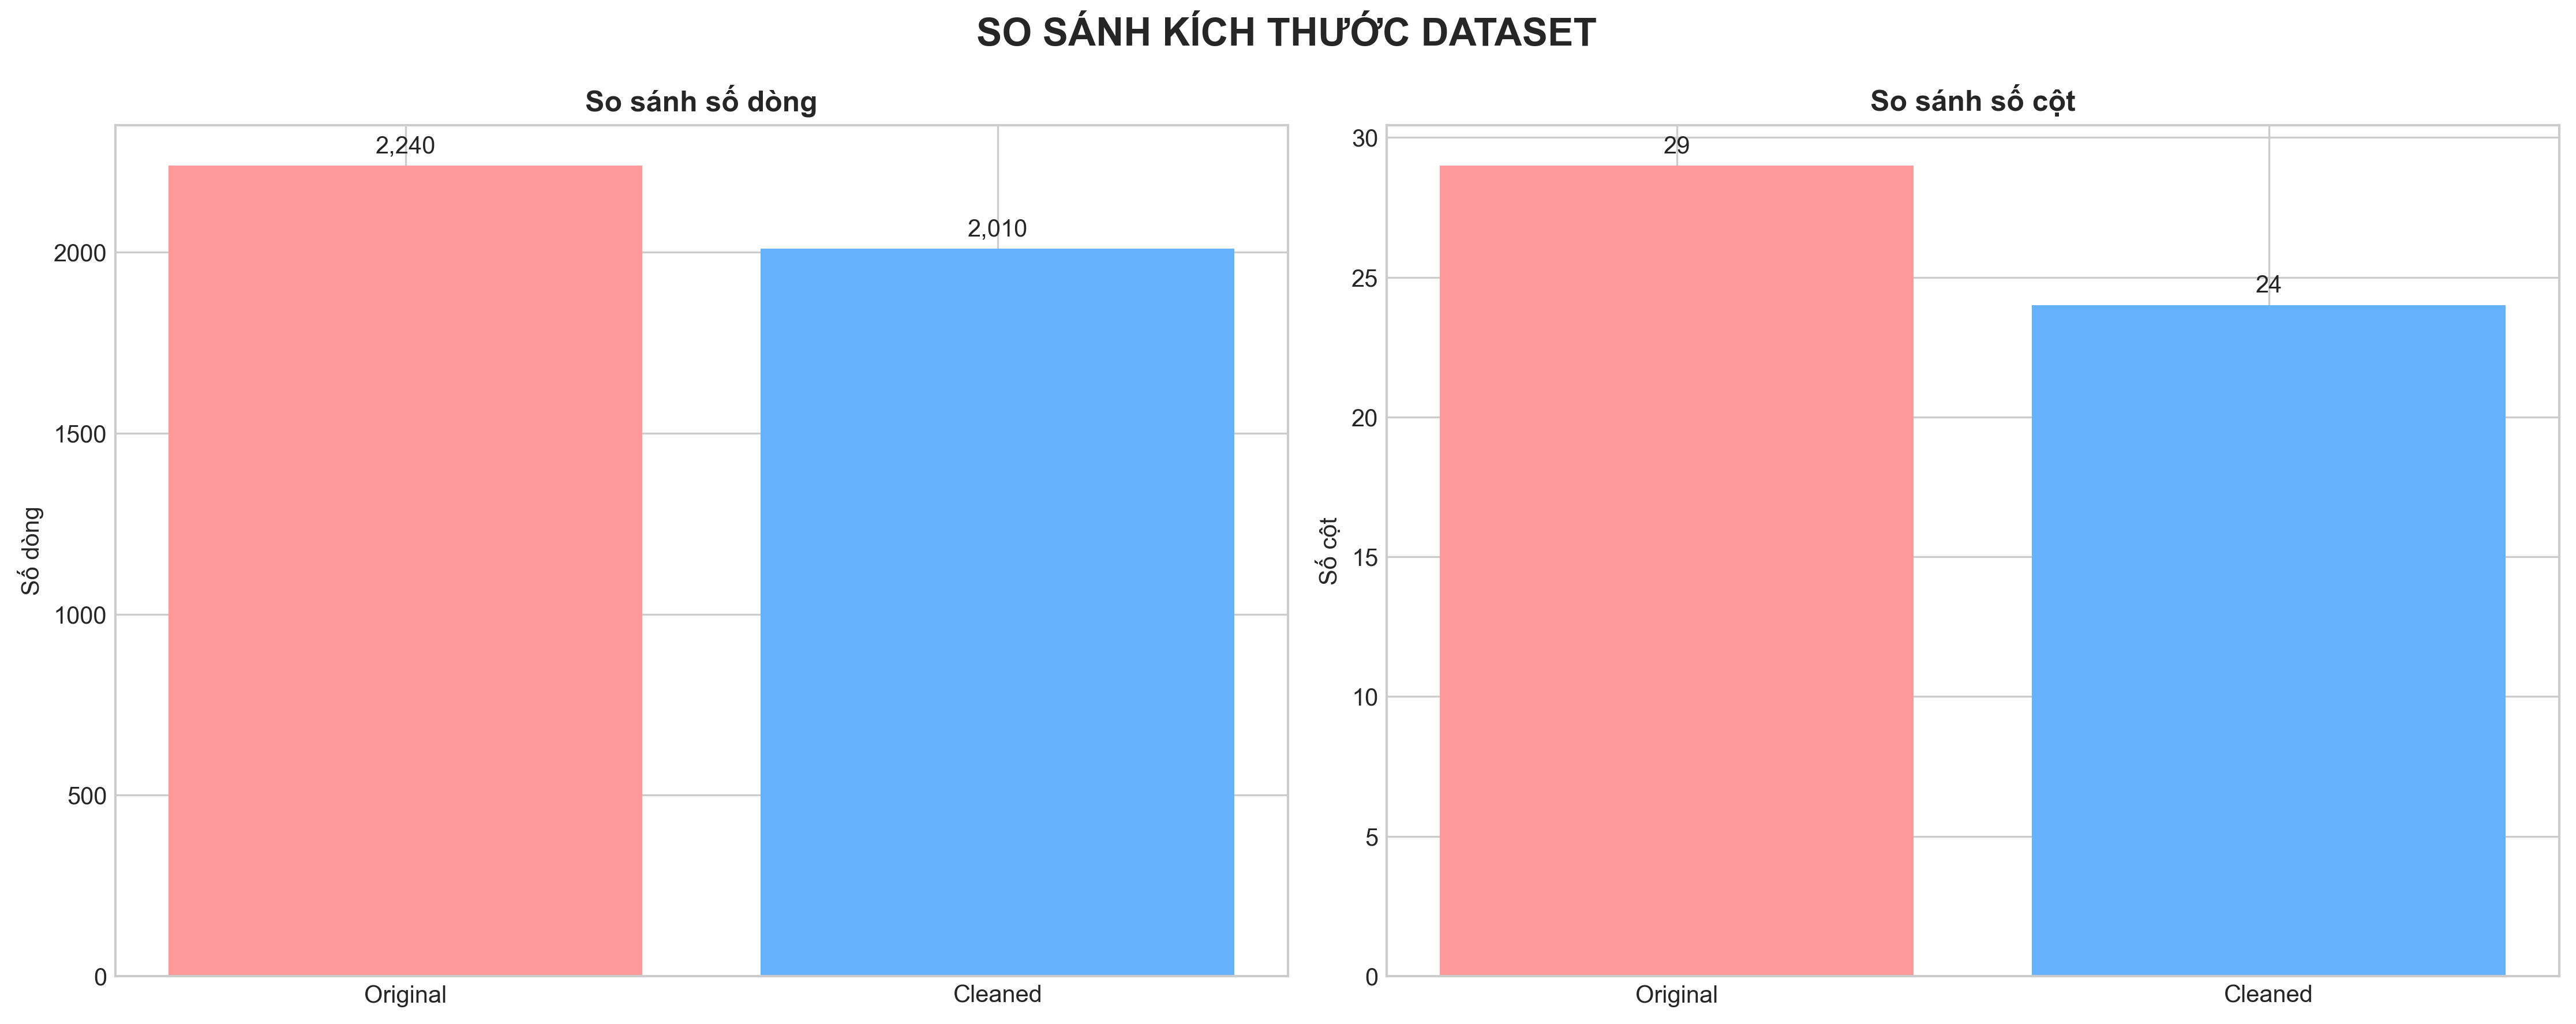 SO SÁNH KÍCH THƯỚC DATASET
So sánh số dòng
2,240
2,010
2000
1500
1000
500
0
Số dòng
Original
Cleaned
So sánh số cột
29
24
30
25
20
15
10
5
0
Số cột
Original
Cleaned